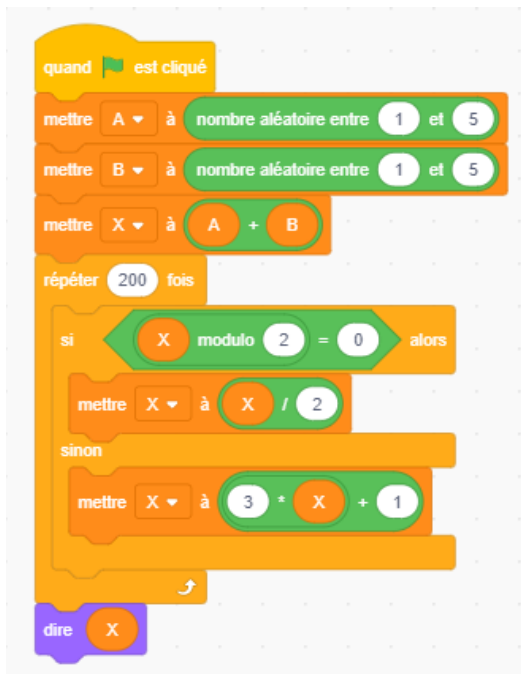 quand est cliqué
mettre A à nombre aléatoire entre 1 et 5
mettre B à nombre aléatoire entre 1 et 5
mettre X à A + B
répéter 200 fois
si X modulo 2 = 0 alors
mettre X à X / 2
sinon
mettre X à 3 * X + 1
dire X